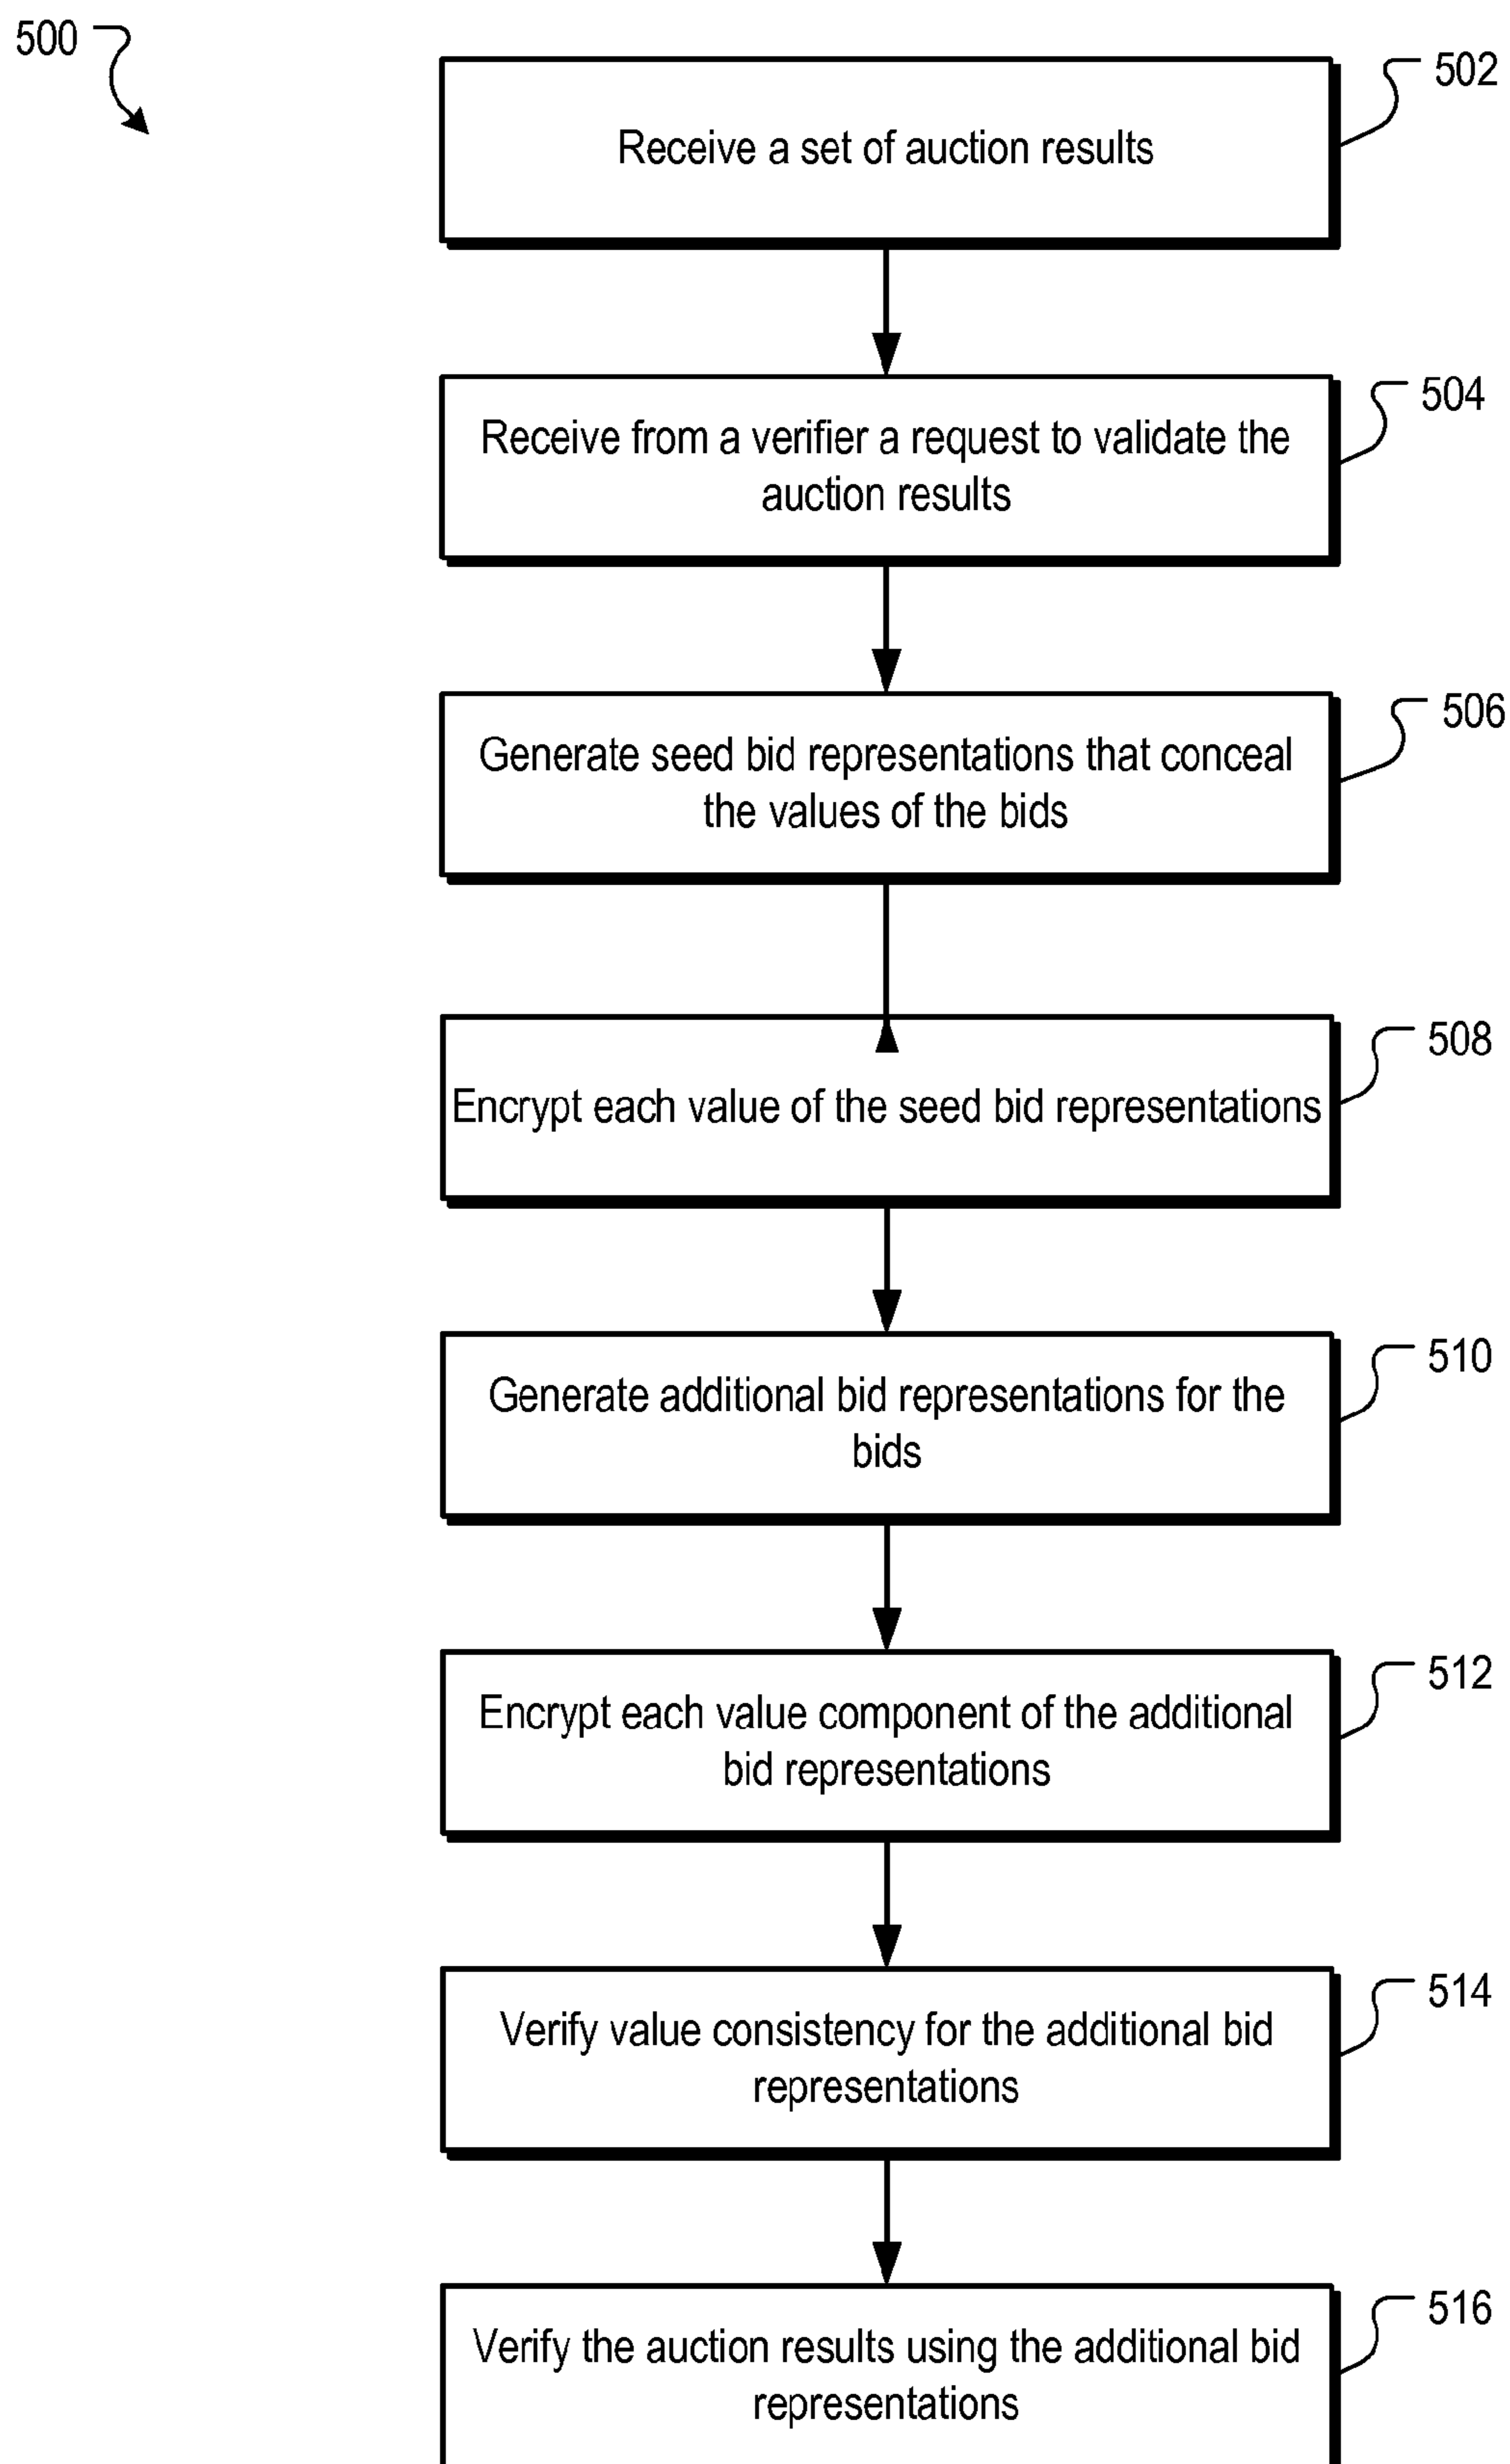 500
502
Receive a set of auction results
504
Receive from a verifier a request to validate the
auction results
506
Generate seed bid representations that conceal
the values of the bids
508
Encrypt each value of the seed bid representations
510
Generate additional bid representations for the
bids
512
Encrypt each value component of the additional
bid representations
514
Verify value consistency for the additional bid
representations
516
Verify the auction results using the additional bid
representations